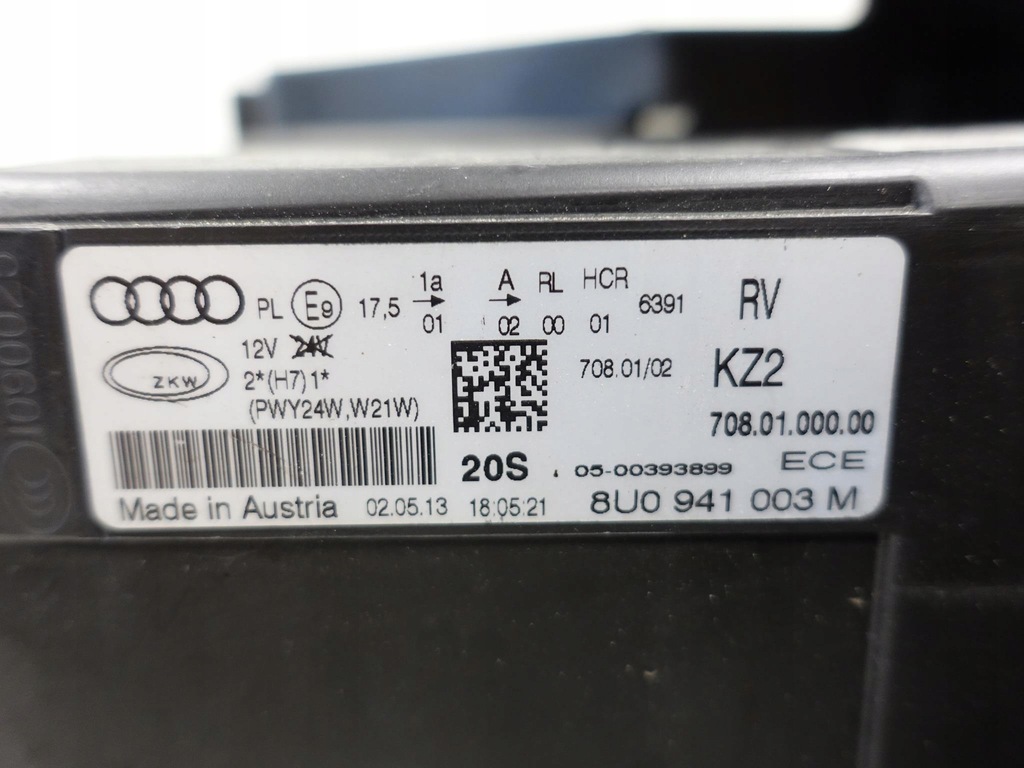 PL E9 17,5 1a 01 A 02 RL 00 HCR 01 6391 RV
12V 24V
ZKW 2*(H7)1* 708.01/02 KZ2
(PWY24W,W21W) 708.01.000.00
20S 05-00393899 ECE
Made in Austria 02.05.13 18:05:21 8U0 941 003 M